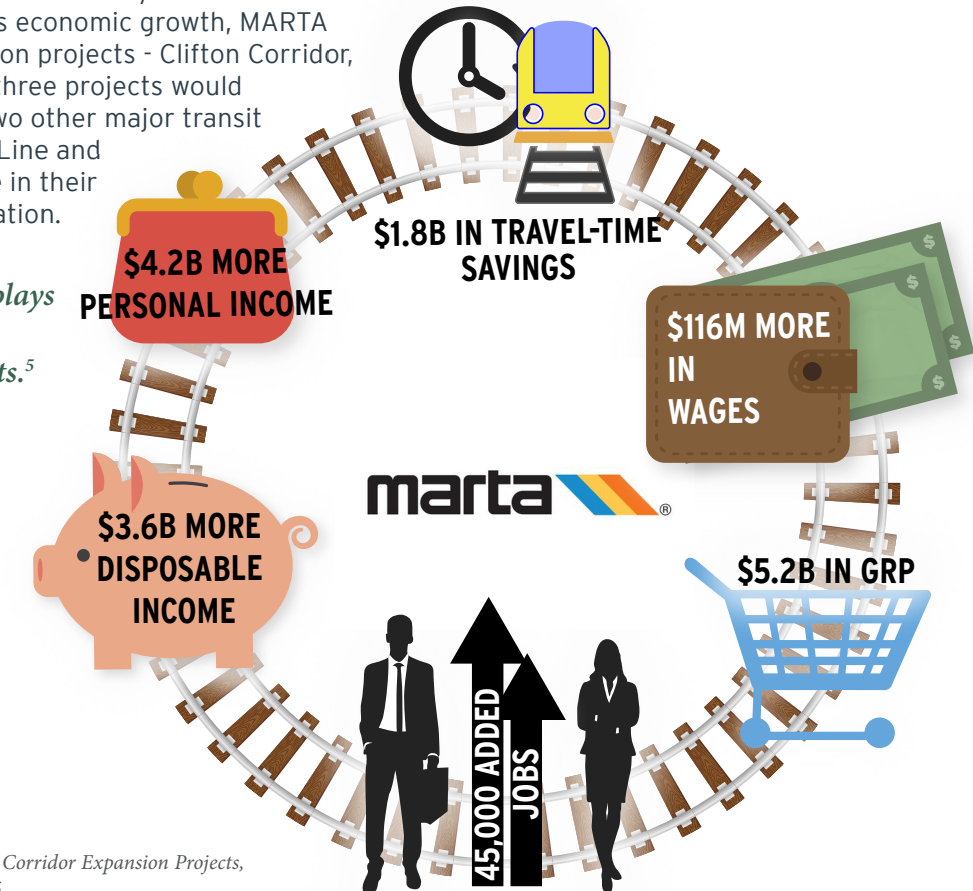 s economic growth, MARTA
on projects - Clifton Corridor,
three projects would
wo other major transit
Line and
in their
ation.
plays
ts.5
$1.8B IN TRAVEL-TIME
SAVINGS
$4.2B MORE
PERSONAL INCOME
$116M MORE
IN
WAGES
marta ®
$3.6B MORE
DISPOSABLE
INCOME
$5.2B IN GRP
45,000 ADDED
JOBS
Corridor Expansion Projects,